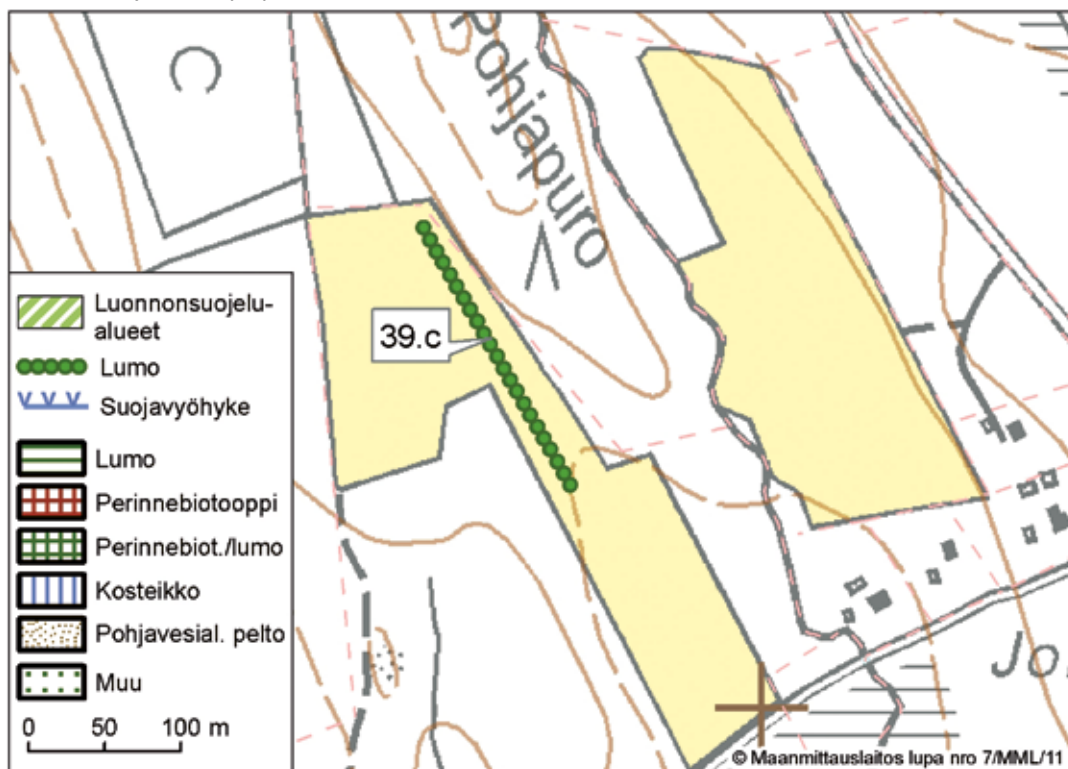 Pohjapuro
39.c
Luonnonsuojelu-
alueet
Lumo
Suojavyöhyke
Lumo
Perinnebiotooppi
Perinnebiot./lumo
Kosteikko
Pohjavesial. pelto
Muu
0 50 100 m
© Maanmittauslaitos lupa nro 7/MML/11